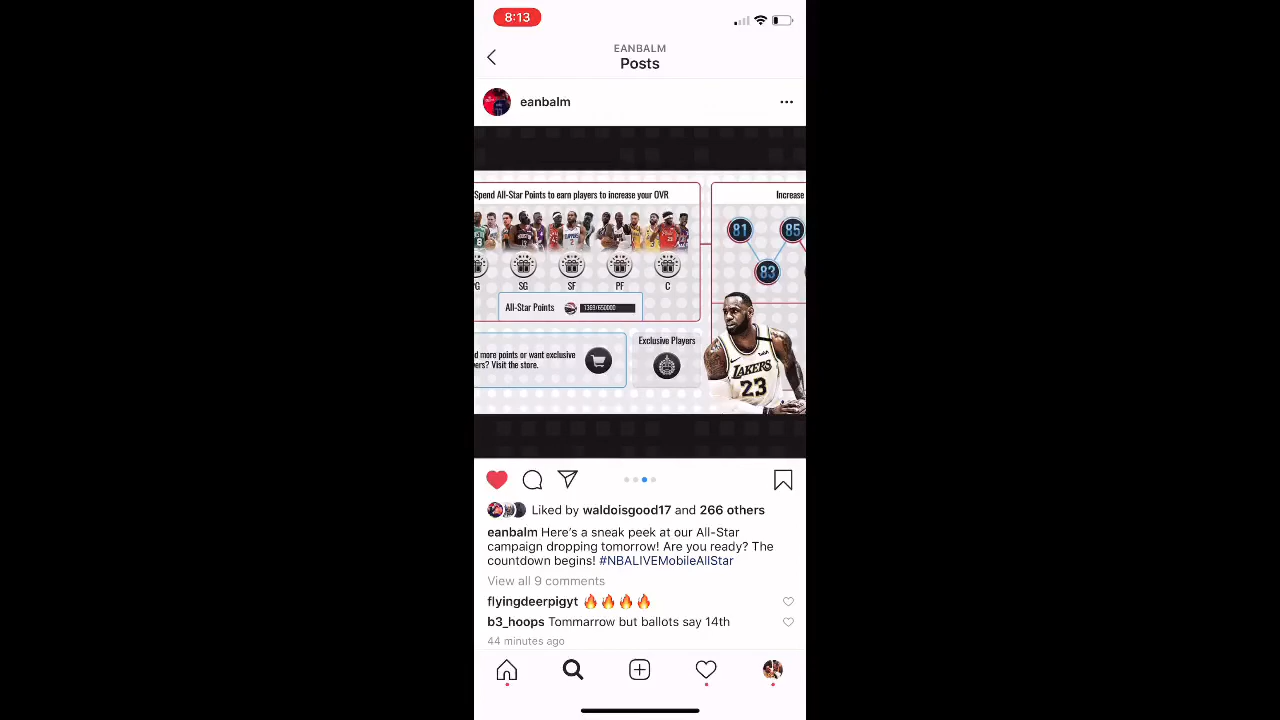 8:13
EANBALM
Posts
eanbalm
Spend All-Star Points to earn players to increase your OVR
Increase
81
85
83
SG
SF
PF
C
All-Star Points
more points or want exclusive
Visit the store.
Exclusive Players
LAKERS
23
Liked by waldoisgood17 and 266 others
eanbalm Here's a sneak peek at our All-Star
campaign dropping tomorrow! Are you ready? The
countdown begins! #NBALIVEMobileAllStar
View all 9 comments
flyingdeerpigyt
b3_hoops Tommarrow but ballots say 14th
44 minutes ago